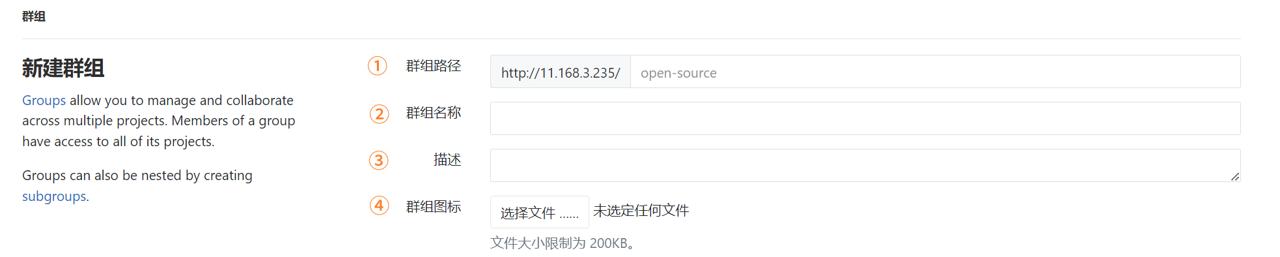 群组
新建群组
Groups allow you to manage and collaborate
across multiple projects. Members of a group
have access to all of its projects.
Groups can also be nested by creating
subgroups.
① 群组路径 http://11.168.3.235/ open-source
② 群组名称
③ 描述
④ 群组图标 选择文件 …… 未选定任何文件
文件大小限制为 200KB。